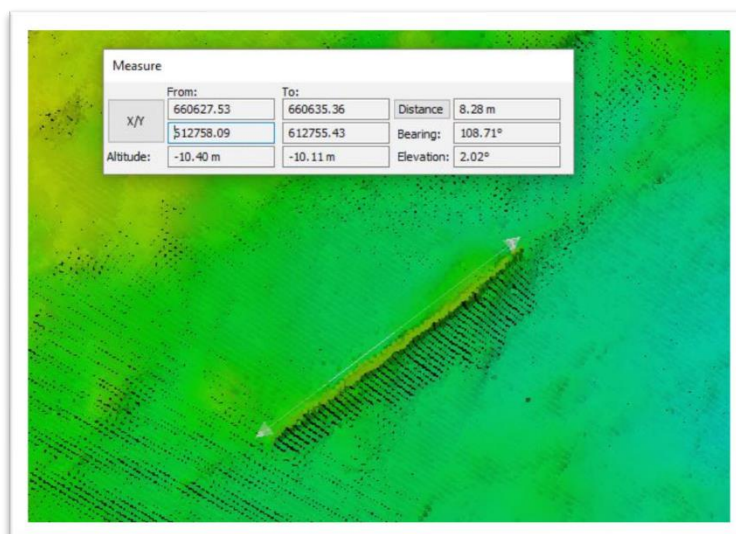 Measure
From: To:
X/Y 660627.53 660635.36 Distance 8.28 m
512758.09 612755.43 Bearing: 108.71°
Altitude: -10.40 m -10.11 m Elevation: 2.02°